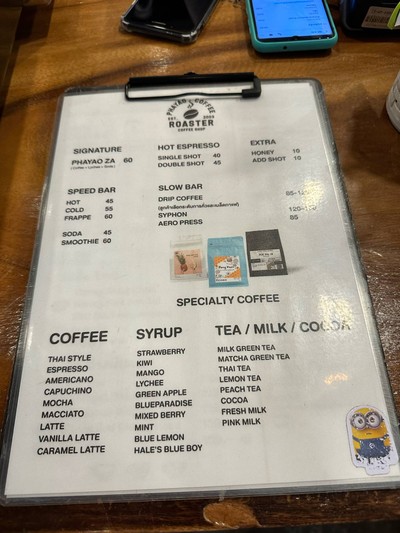 PHAYAO COFFEE
ROASTER
COFFEE SHOP
SIGNATURE
PHAYAO ZA 60
HOT ESPRESSO
SINGLE SHOT 40
DOUBLE SHOT 45
EXTRA
HONEY 10
ADD SHOT 10
SPEED BAR
HOT 45
COLD 55
FRAPPE 60
SODA 45
SMOOTHIE 60
SLOW BAR
DRIP COFFEE
SYPHON
AERO PRESS 85
SPECIALTY COFFEE
COFFEE
THAI STYLE
ESPRESSO
AMERICANO
CAPUCHINO
MOCHA
MACCIATO
LATTE
VANILLA LATTE
CARAMEL LATTE
SYRUP
STRAWBERRY
KIWI
MANGO
LYCHEE
GREEN APPLE
BLUEPARADISE
MIXED BERRY
MINT
BLUE LEMON
HALE'S BLUE BOY
TEA / MILK / COCOA
MILK GREEN TEA
MATCHA GREEN TEA
THAI TEA
LEMON TEA
PEACH TEA
COCOA
FRESH MILK
PINK MILK